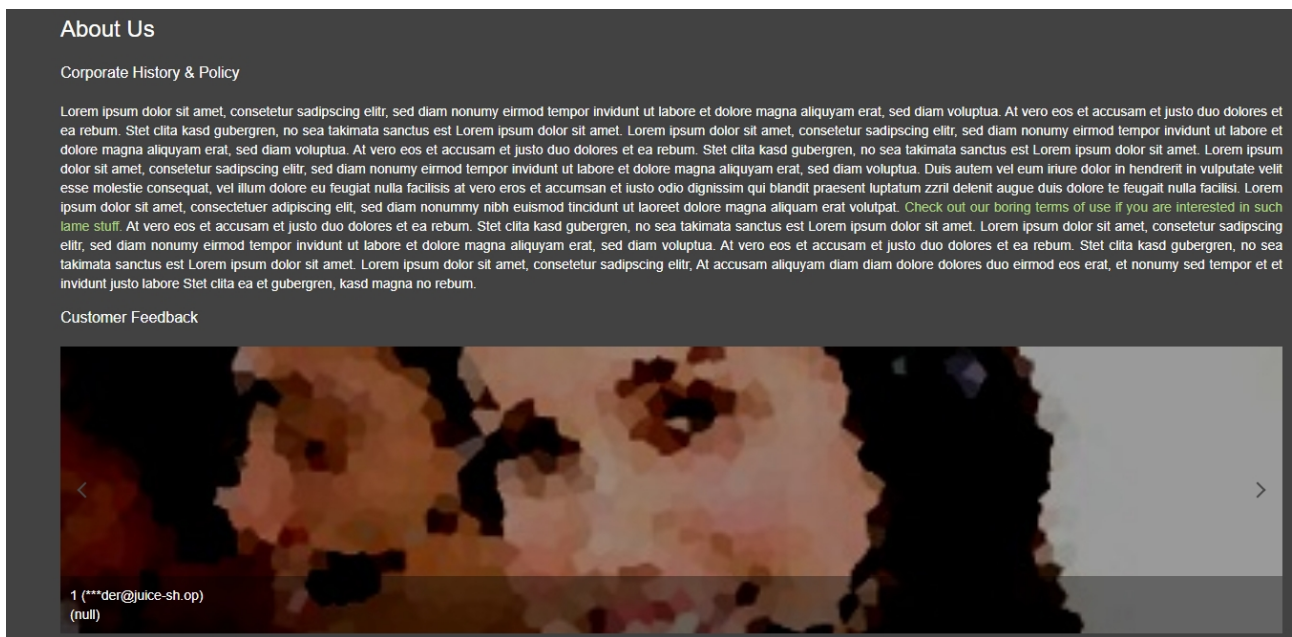 About Us
Corporate History & Policy
Lorem ipsum dolor sit amet, consetetur sadipscing elitr, sed diam nonumy eirmod tempor invidunt ut labore et dolore magna aliquyam erat, sed diam voluptua. At vero eos et accusam et justo duo dolores et
ea rebum. Stet clita kasd gubergren, no sea takimata sanctus est Lorem ipsum dolor sit amet. Lorem ipsum dolor sit amet, consetetur sadipscing elitr, sed diam nonumy eirmod tempor invidunt ut labore et
dolore magna aliquyam erat, sed diam voluptua. At vero eos et accusam et justo duo dolores et ea rebum. Stet clita kasd gubergren, no sea takimata sanctus est Lorem ipsum dolor sit amet. Lorem ipsum
dolor sit amet, consetetur sadipscing elitr, sed diam nonumy eirmod tempor invidunt ut labore et dolore magna aliquyam erat, sed diam voluptua. Duis autem vel eum iriure dolor in hendrerit in vulputate velit
esse molestie consequat, vel illum dolore eu feugiat nulla facilisis at vero eros et accumsan et iusto odio dignissim qui blandit praesent luptatum zzril delenit augue duis dolore te feugait nulla facilisi. Lorem
ipsum dolor sit amet, consectetuer adipiscing elit, sed diam nonummy nibh euismod tincidunt ut laoreet dolore magna aliquam erat volutpat. Check out our boring terms of use if you are interested in such
lame stuff. At vero eos et accusam et justo duo dolores et ea rebum. Stet clita kasd gubergren, no sea takimata sanctus est Lorem ipsum dolor sit amet. Lorem ipsum dolor sit amet, consetetur sadipscing
elitr, sed diam nonumy eirmod tempor invidunt ut labore et dolore magna aliquyam erat, sed diam voluptua. At vero eos et accusam et justo duo dolores et ea rebum. Stet clita kasd gubergren, no sea
takimata sanctus est Lorem ipsum dolor sit amet. Lorem ipsum dolor sit amet, consetetur sadipscing elitr, At accusam aliquyam diam diam dolore dolores duo eirmod eos erat, et nonumy sed tempor et et
invidunt justo labore Stet clita ea et gubergren, kasd magna no rebum.
Customer Feedback
1 (***der@juice-sh.op)
(null)